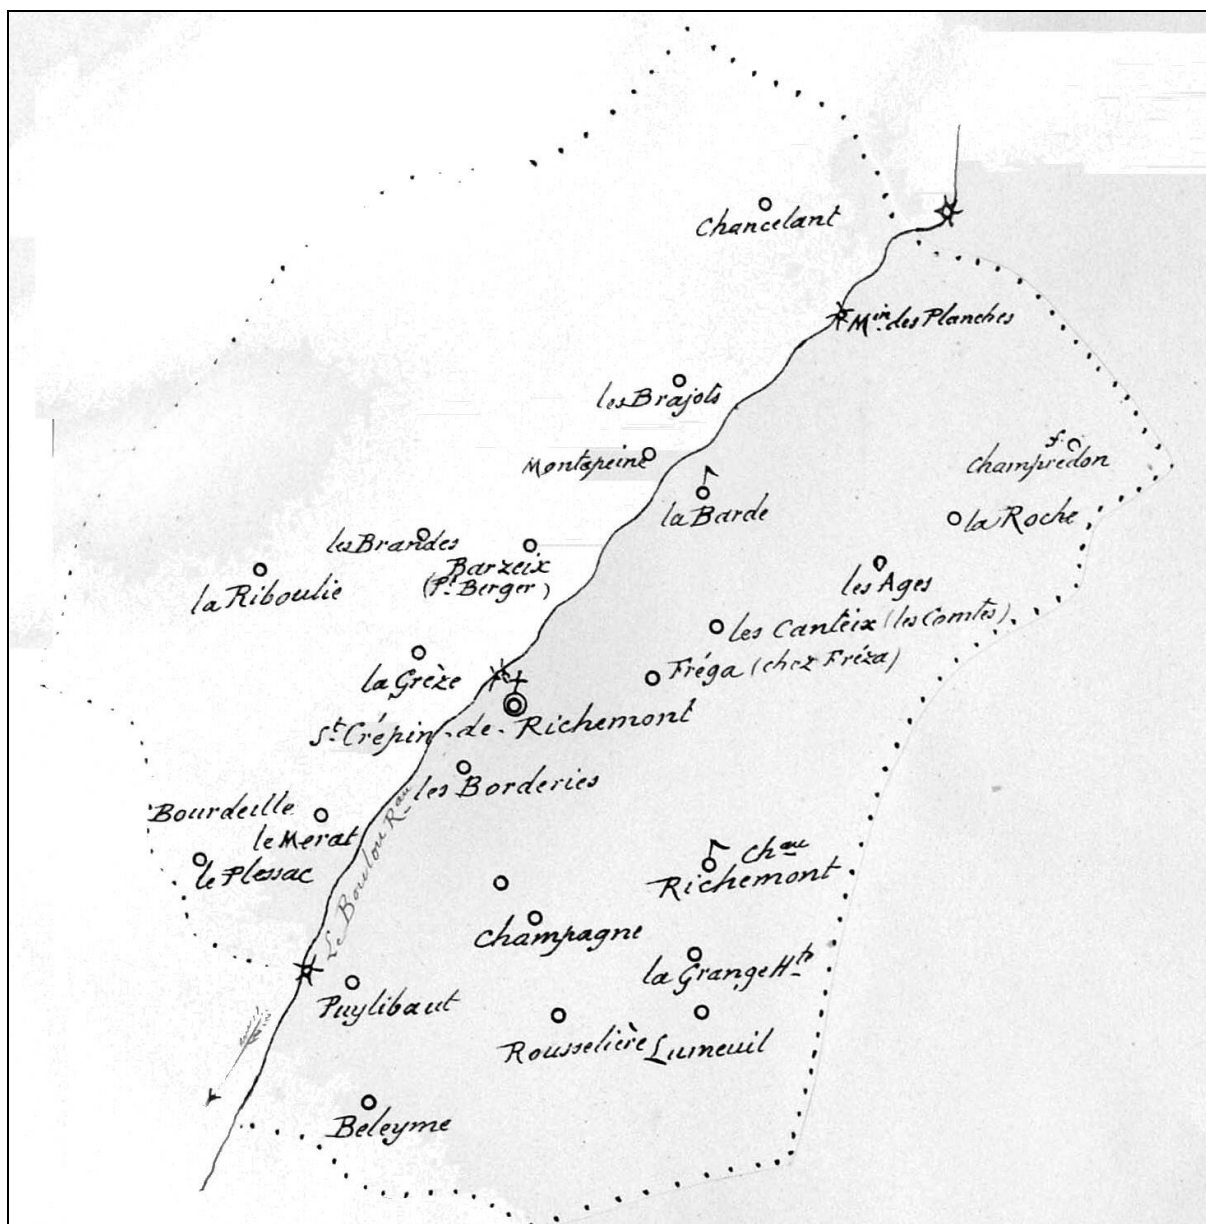 Chancelant
Min. des Planches
les Brajots
Montapeine
f.
Champredon
la Barde
la Roche
les Brandes
Barzeix
(Pt. Berger)
la Riboulie
les Ages
les Canteix (les Comtes)
Fréga (chez Fréza)
la Grèze
St. Crépin-de-Richemont
les Borderies
Bourdeille
le Merat
le Plessac
Le Boulou Rau
Chau
Richemont
Champagne
la Grange Hte
Puylibaut
Rousselière
Lumeuil
Beleyme